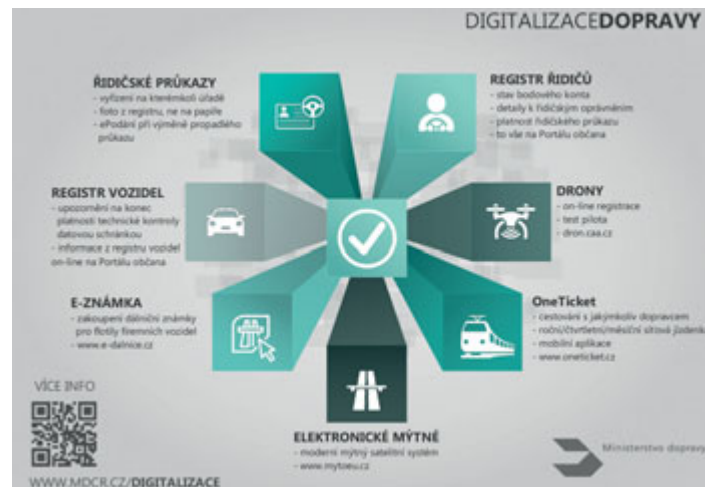 DIGITALIZACEDOPRAVY
ŘIDIČSKÉ PRŮKAZY
- vyřízení na kterémkoli úřadě
- foto z registru, ne na papíře
- ePodání při výměně propadlého
průkazu
REGISTR ŘIDIČŮ
- stav bodového konta
- detaily k řidičským oprávněním
- platnost řidičského průkazu
- to vše na Portálu občana
REGISTR VOZIDEL
- upozornění na konec
platnosti technické kontroly
datovou schránkou
- informace z registru vozidel
on-line na Portálu občana
DRONY
- on-line registrace
- test pilota
- dron.caa.cz
E-ZNÁMKA
- zakoupení dálniční známky
pro flotily firemních vozidel
- www.e-dalnice.cz
OneTicket
- cestování s jakýmkoliv dopravcem
- roční/čtvrtletní/měsíční síťová jízdenka
- mobilní aplikace
- www.oneticket.cz
VÍCE INFO
ELEKTRONICKÉ MÝTNÉ
- moderní mýtný satelitní systém
- www.mytoeu.cz
Ministerstvo dopravy
WWW.MDCR.CZ/DIGITALIZACE